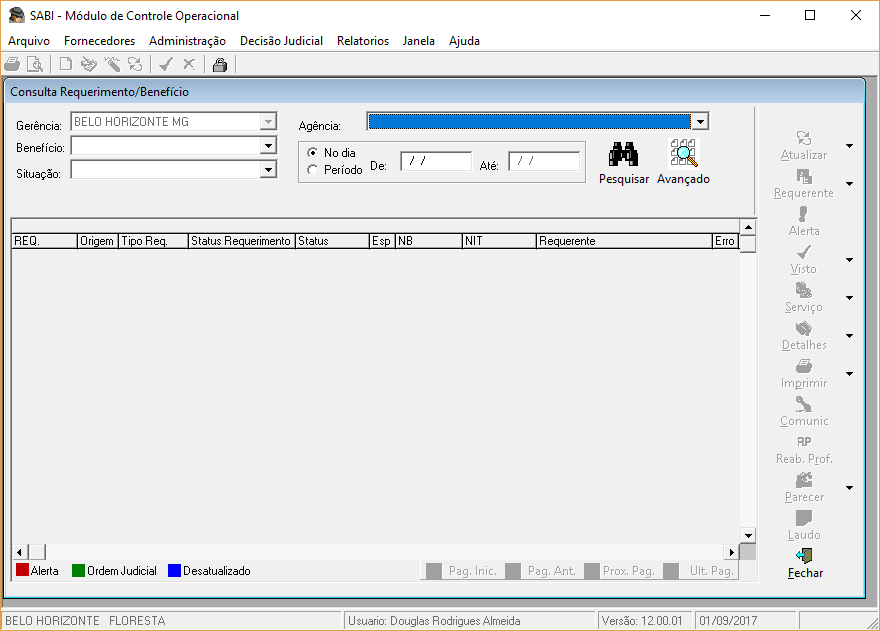 SABI - Módulo de Controle Operacional
Arquivo Fornecedores Administração Decisão Judicial Relatorios Janela Ajuda
Consulta Requerimento/Benefício
Gerência: BELO HORIZONTE MG Agência:
Benefício: No dia De: / / Até: / /
Situação: Período
Pesquisar Avançado
REQ. Origem Tipo Req. Status Requerimento Status Esp NB NIT Requerente Erro
Atualizar
Requerente
Alerta
Visto
Serviço
Detalhes
Imprimir
Comunic
RP
Reab. Prof.
Parecer
Laudo
Fechar
Alerta Ordem Judicial Desatualizado Pag. Inic. Pag. Ant. Prox. Pag. Ult. Pag.
BELO HORIZONTE FLORESTA Usuario: Douglas Rodrigues Almeida Versão: 12.00.01 01/09/2017